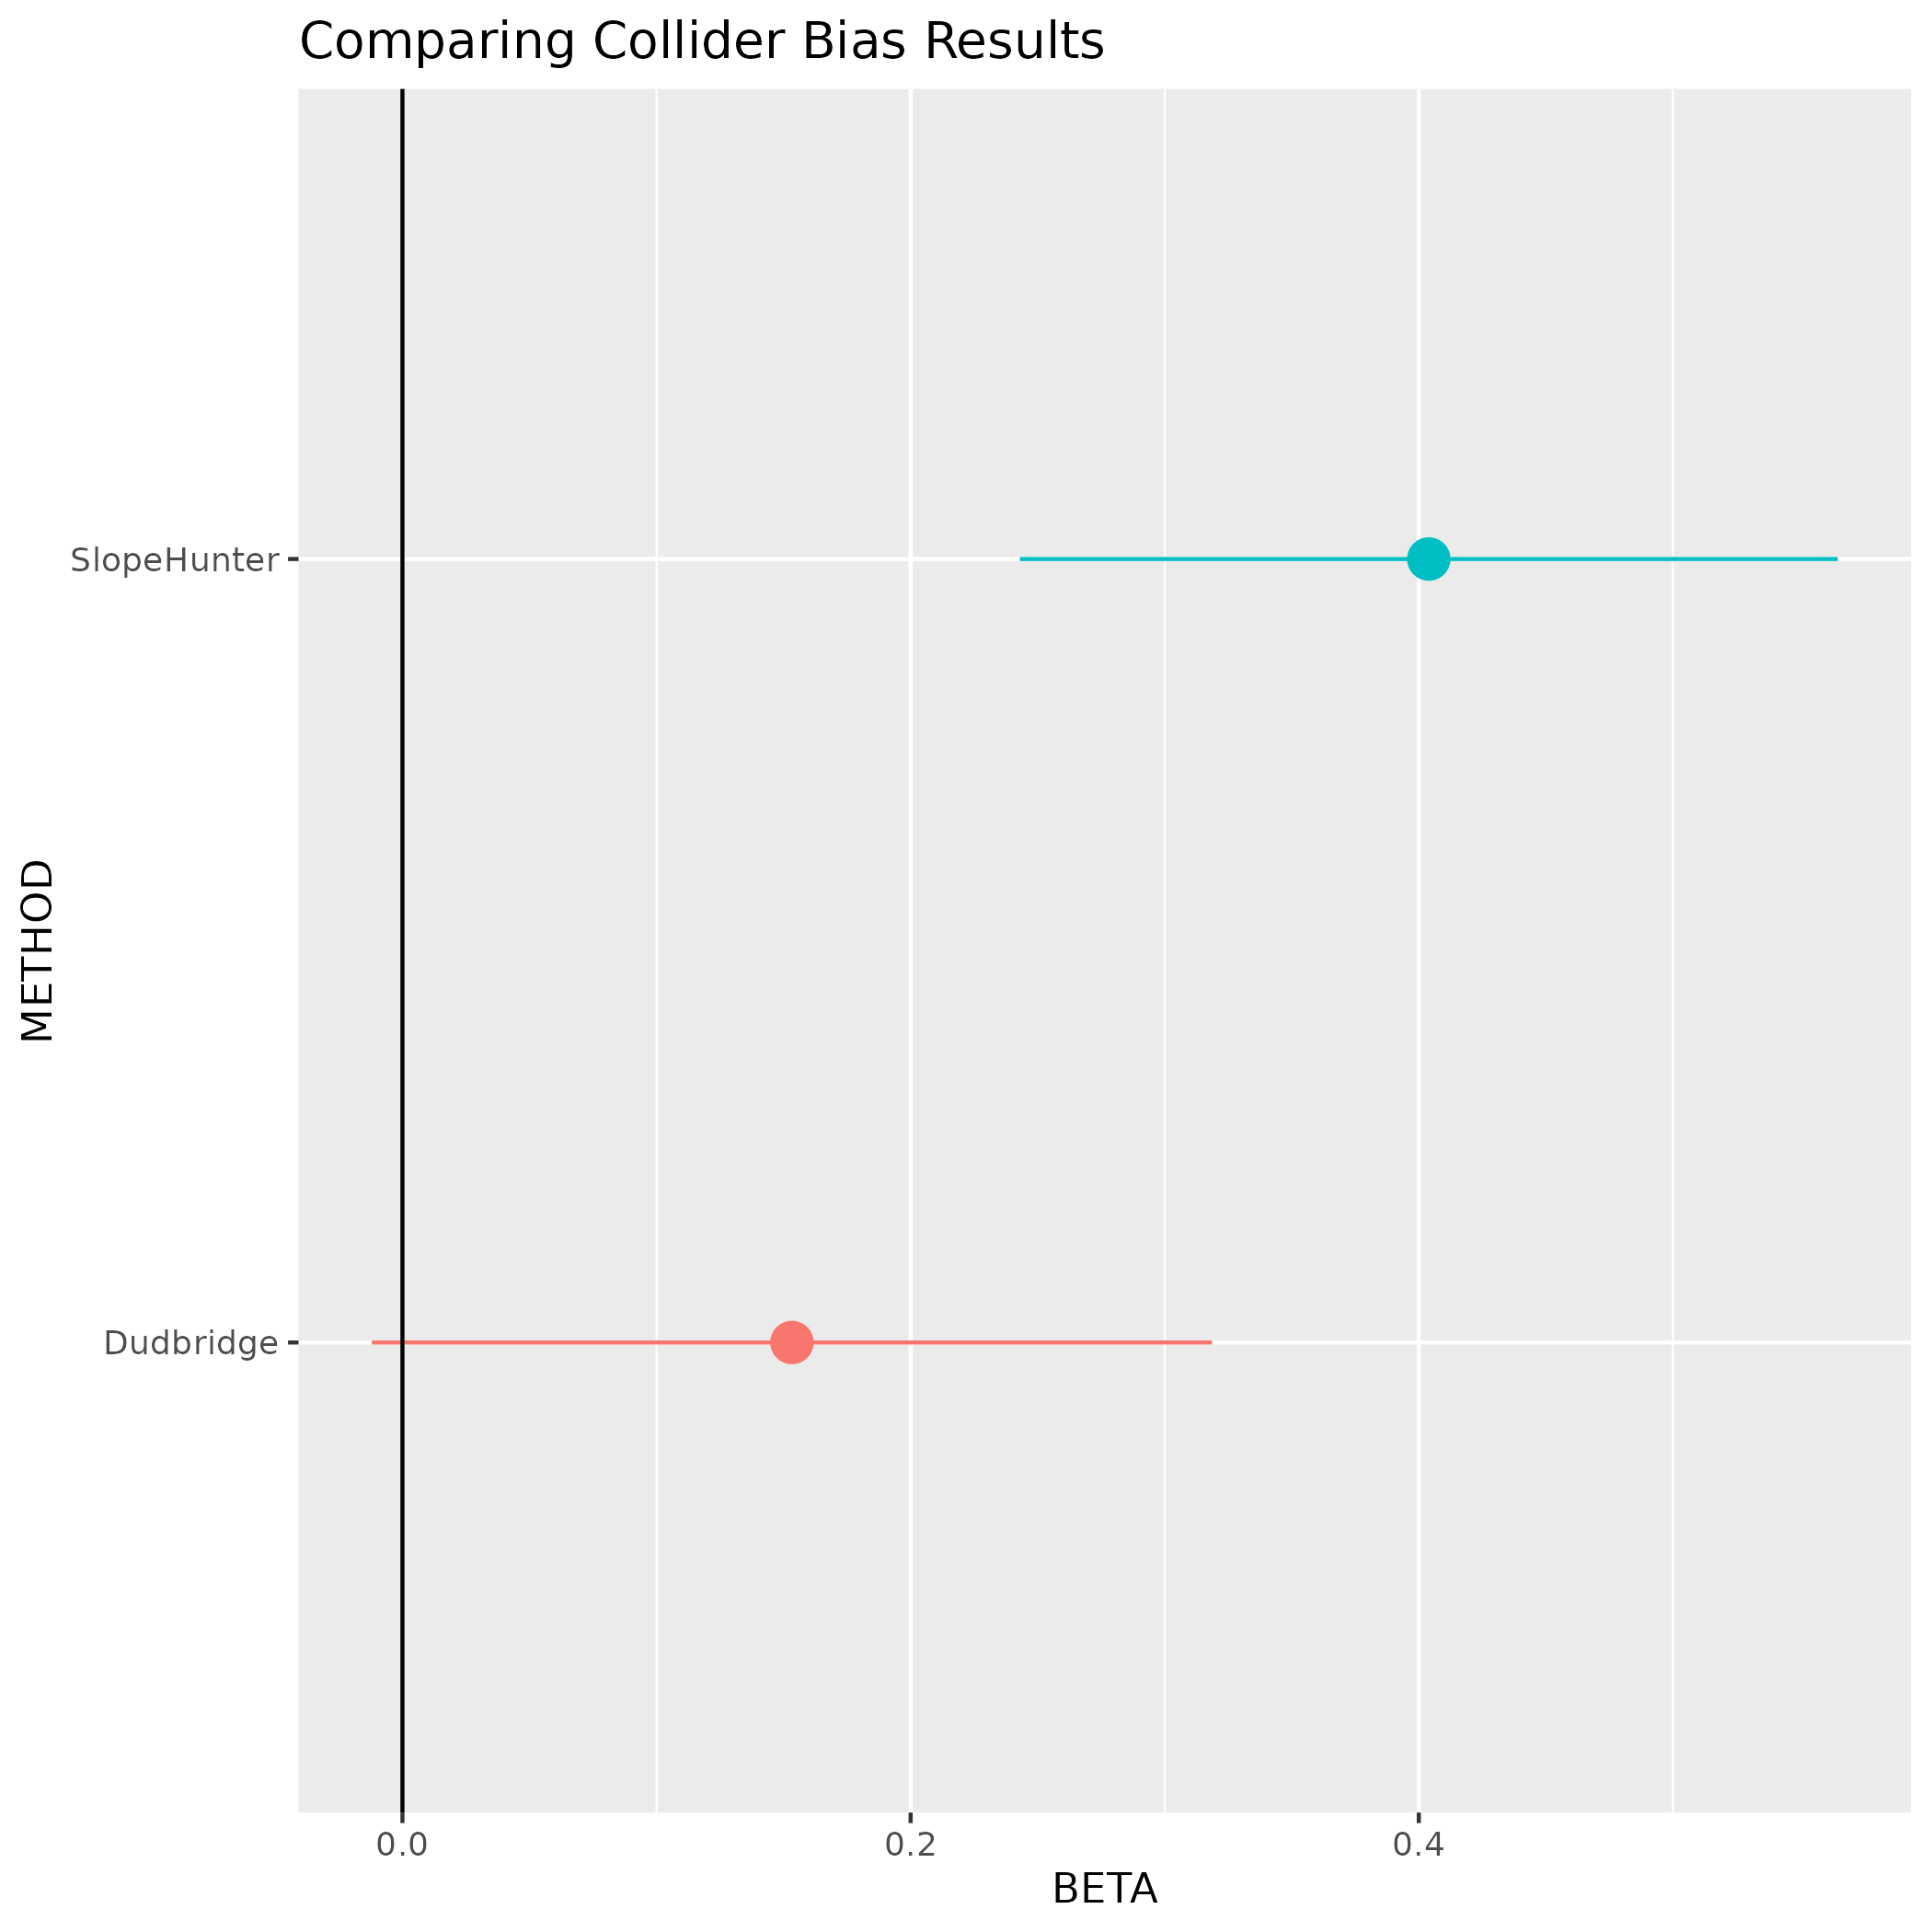 Comparing Collider Bias Results
METHOD
SlopeHunter
Dudbridge
0.0 0.2 0.4
BETA